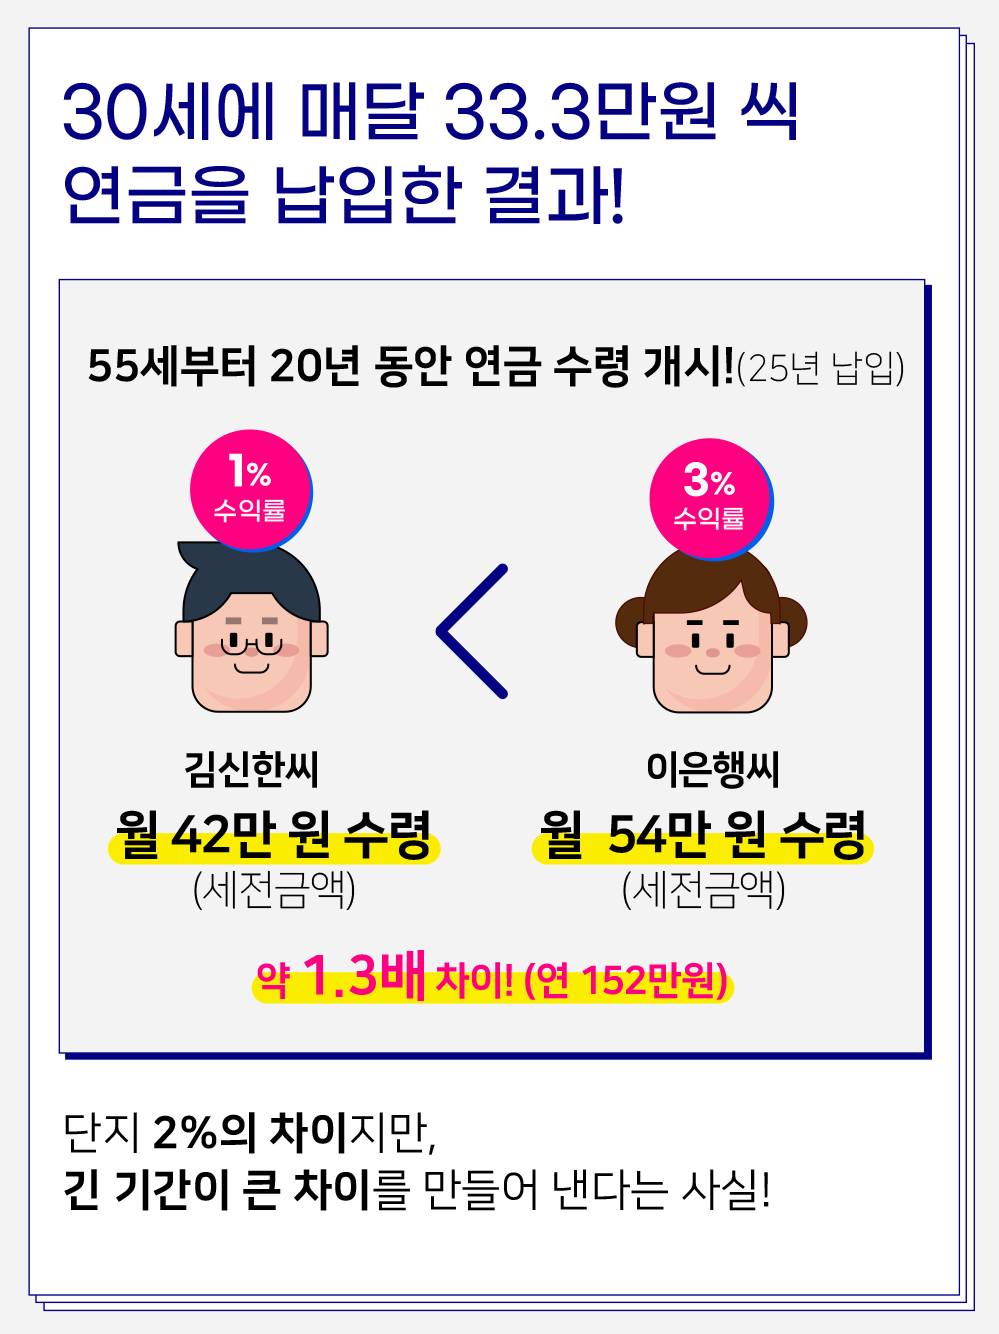 30세에 매달 33.3만원 씩
연금을 납입한 결과!
55세부터 20년 동안 연금 수령 개시!(25년 납입)
1%
수익률
3%
수익률
김신한씨
월 42만 원 수령
(세전금액)
이은행씨
월 54만 원 수령
(세전금액)
약 1.3배 차이! (연 152만원)
단지 2%의 차이지만,
긴 기간이 큰 차이를 만들어 낸다는 사실!